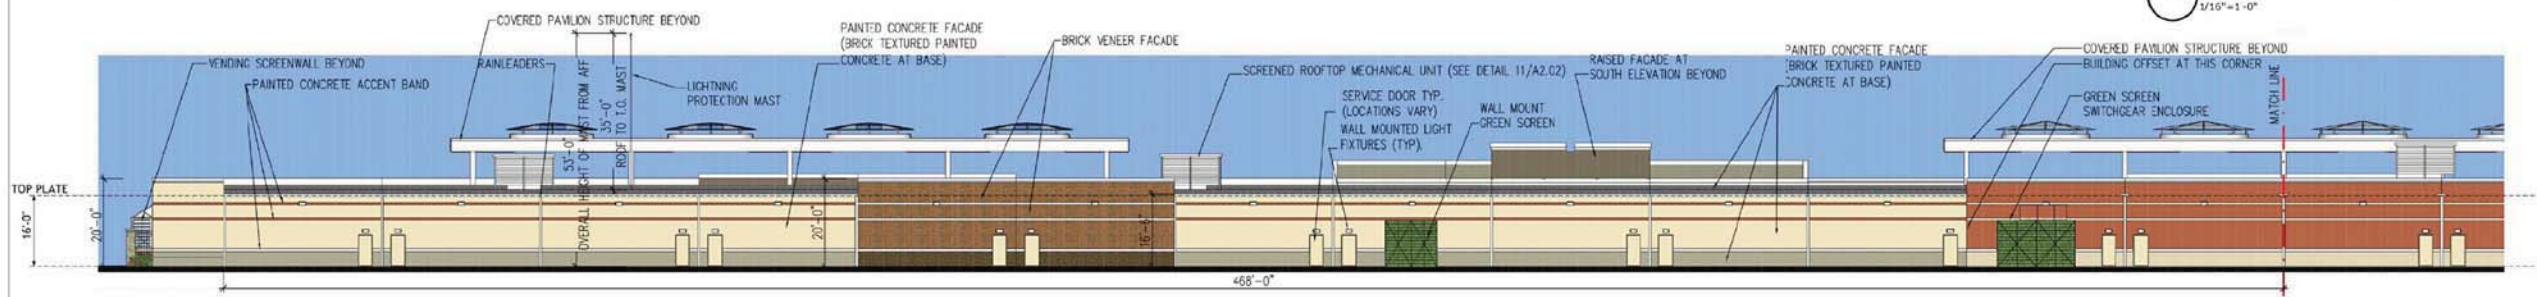 1/16"=1'-0"
COVERED PAVILION STRUCTURE BEYOND
PAINTED CONCRETE FACADE
(BRICK TEXTURED PAINTED
CONCRETE AT BASE)
BRICK VENEER FACADE
VENDING SCREENWALL BEYOND
PAINTED CONCRETE ACCENT BAND
RAINLEADERS
53'-0"
OVERALL HEIGHT OF MAST FROM AFF
35'-0"
ROOF TO T.O. MAST
LIGHTNING
PROTECTION MAST
SCREENED ROOFTOP MECHANICAL UNIT (SEE DETAIL 11/A2.02)
RAISED FACADE AT
SOUTH ELEVATION BEYOND
SERVICE DOOR TYP.
(LOCATIONS VARY)
WALL MOUNTED LIGHT
FIXTURES (TYP).
WALL MOUNT
GREEN SCREEN
PAINTED CONCRETE FACADE
(BRICK TEXTURED PAINTED
CONCRETE AT BASE)
COVERED PAVILION STRUCTURE BEYOND
BUILDING OFFSET AT THIS CORNER
GREEN SCREEN
SWITCHGEAR ENCLOSURE
MATCH LINE
TOP PLATE
16'-0"
20'-0"
20'-0"
16'-6"
468'-0"